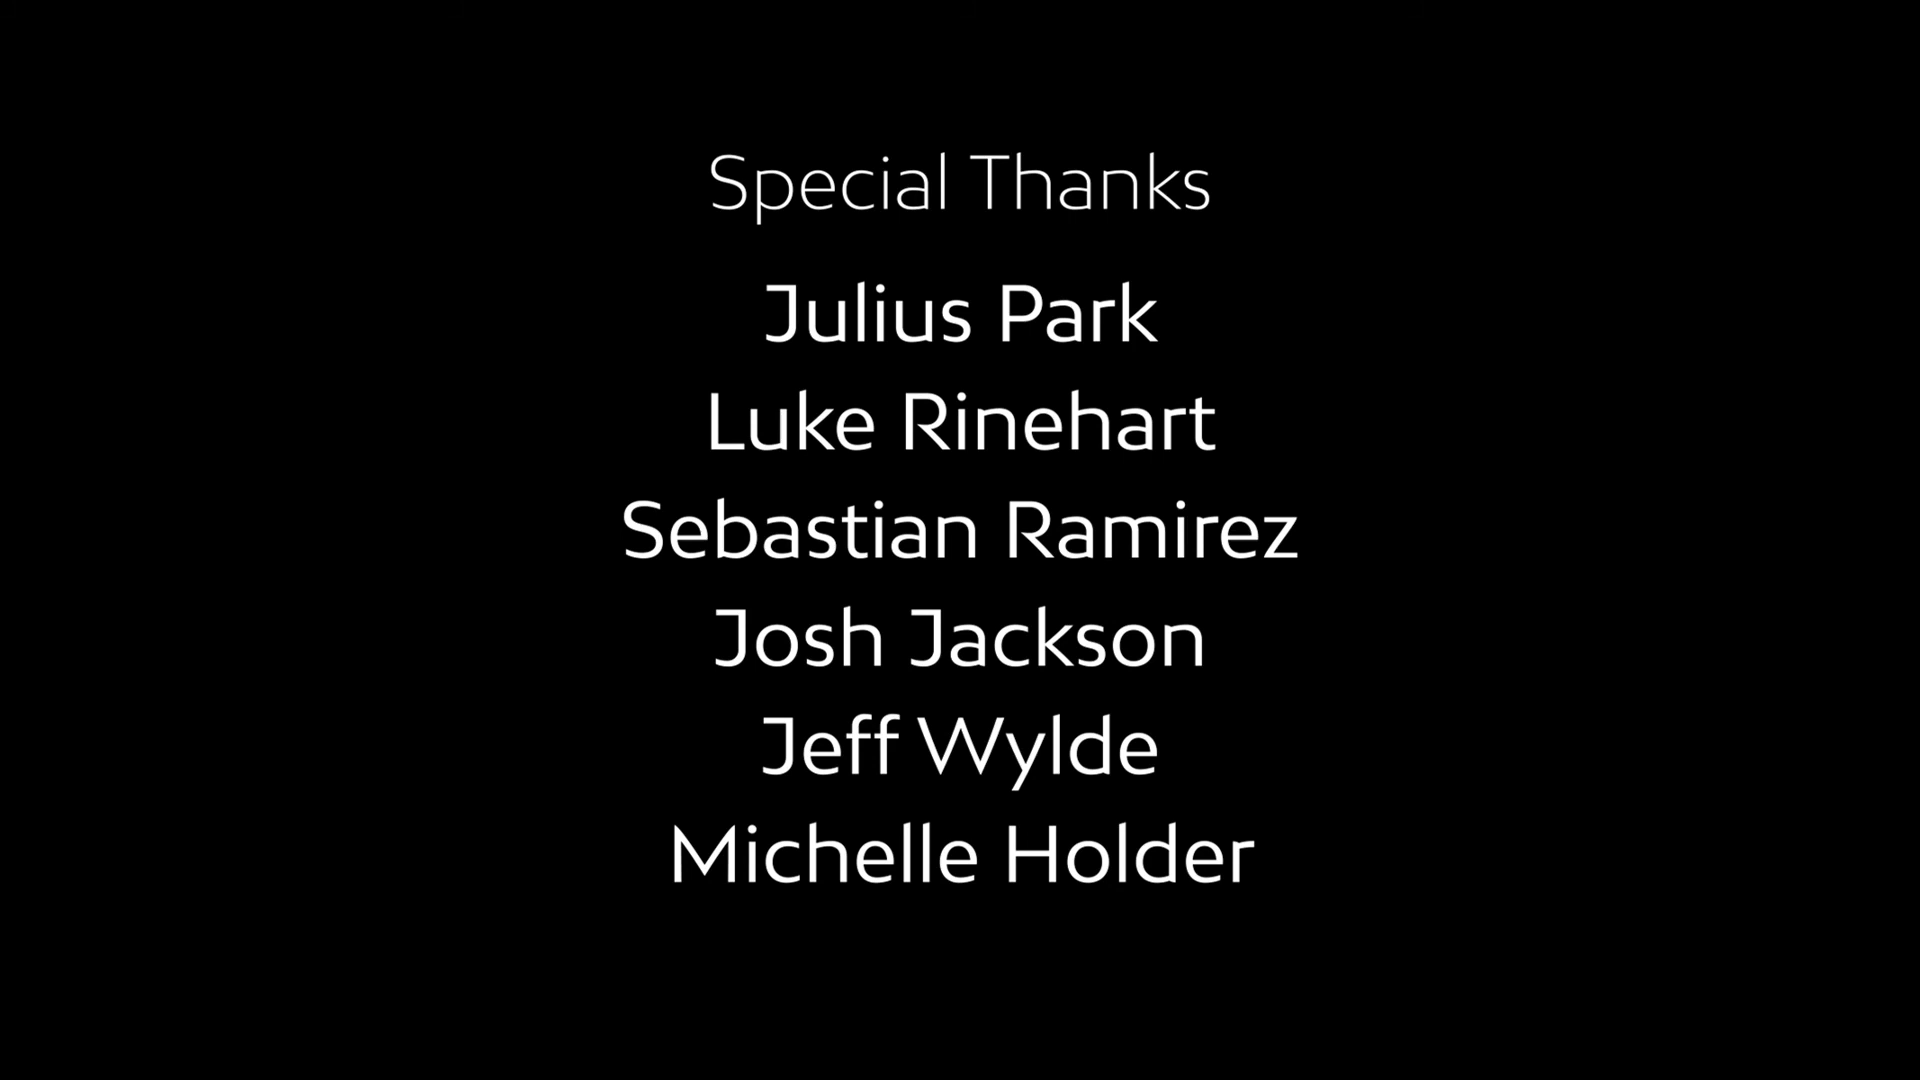 Special Thanks
Julius Park
Luke Rinehart
Sebastian Ramirez
Josh Jackson
Jeff Wylde
Michelle Holder